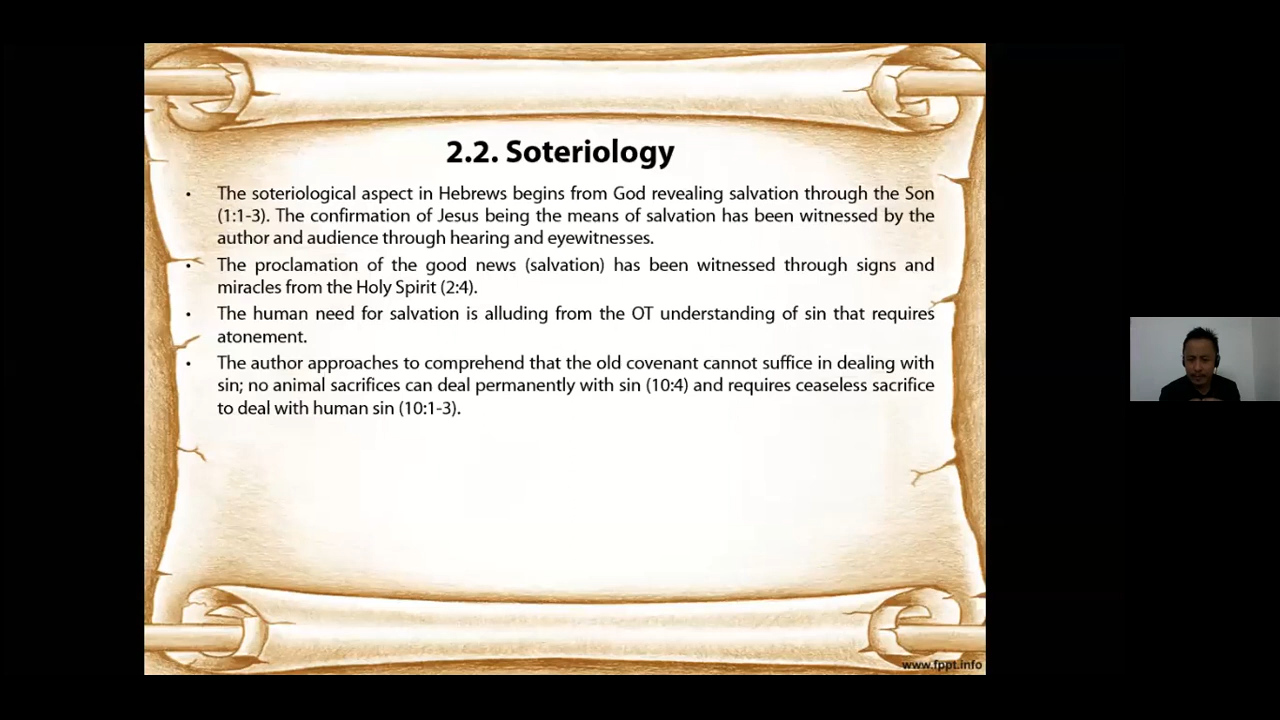 2.2. Soteriology
• The soteriological aspect in Hebrews begins from God revealing salvation through the Son
(1:1-3). The confirmation of Jesus being the means of salvation has been witnessed by the
author and audience through hearing and eyewitnesses.
• The proclamation of the good news (salvation) has been witnessed through signs and
miracles from the Holy Spirit (2:4).
• The human need for salvation is alluding from the OT understanding of sin that requires
atonement.
• The author approaches to comprehend that the old covenant cannot suffice in dealing with
sin; no animal sacrifices can deal permanently with sin (10:4) and requires ceaseless sacrifice
to deal with human sin (10:1-3).
www.fppt.info